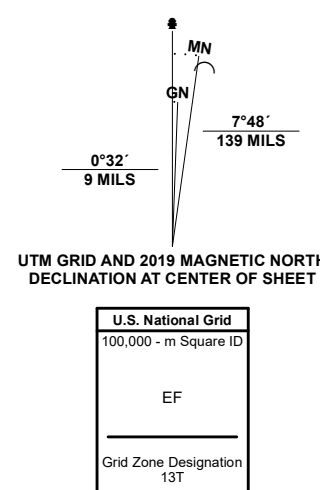 MN
GN
7°48´
139 MILS
0°32´
9 MILS
UTM GRID AND 2019 MAGNETIC NORTH
DECLINATION AT CENTER OF SHEET
U.S. National Grid
100,000 - m Square ID
EF
Grid Zone Designation
13T